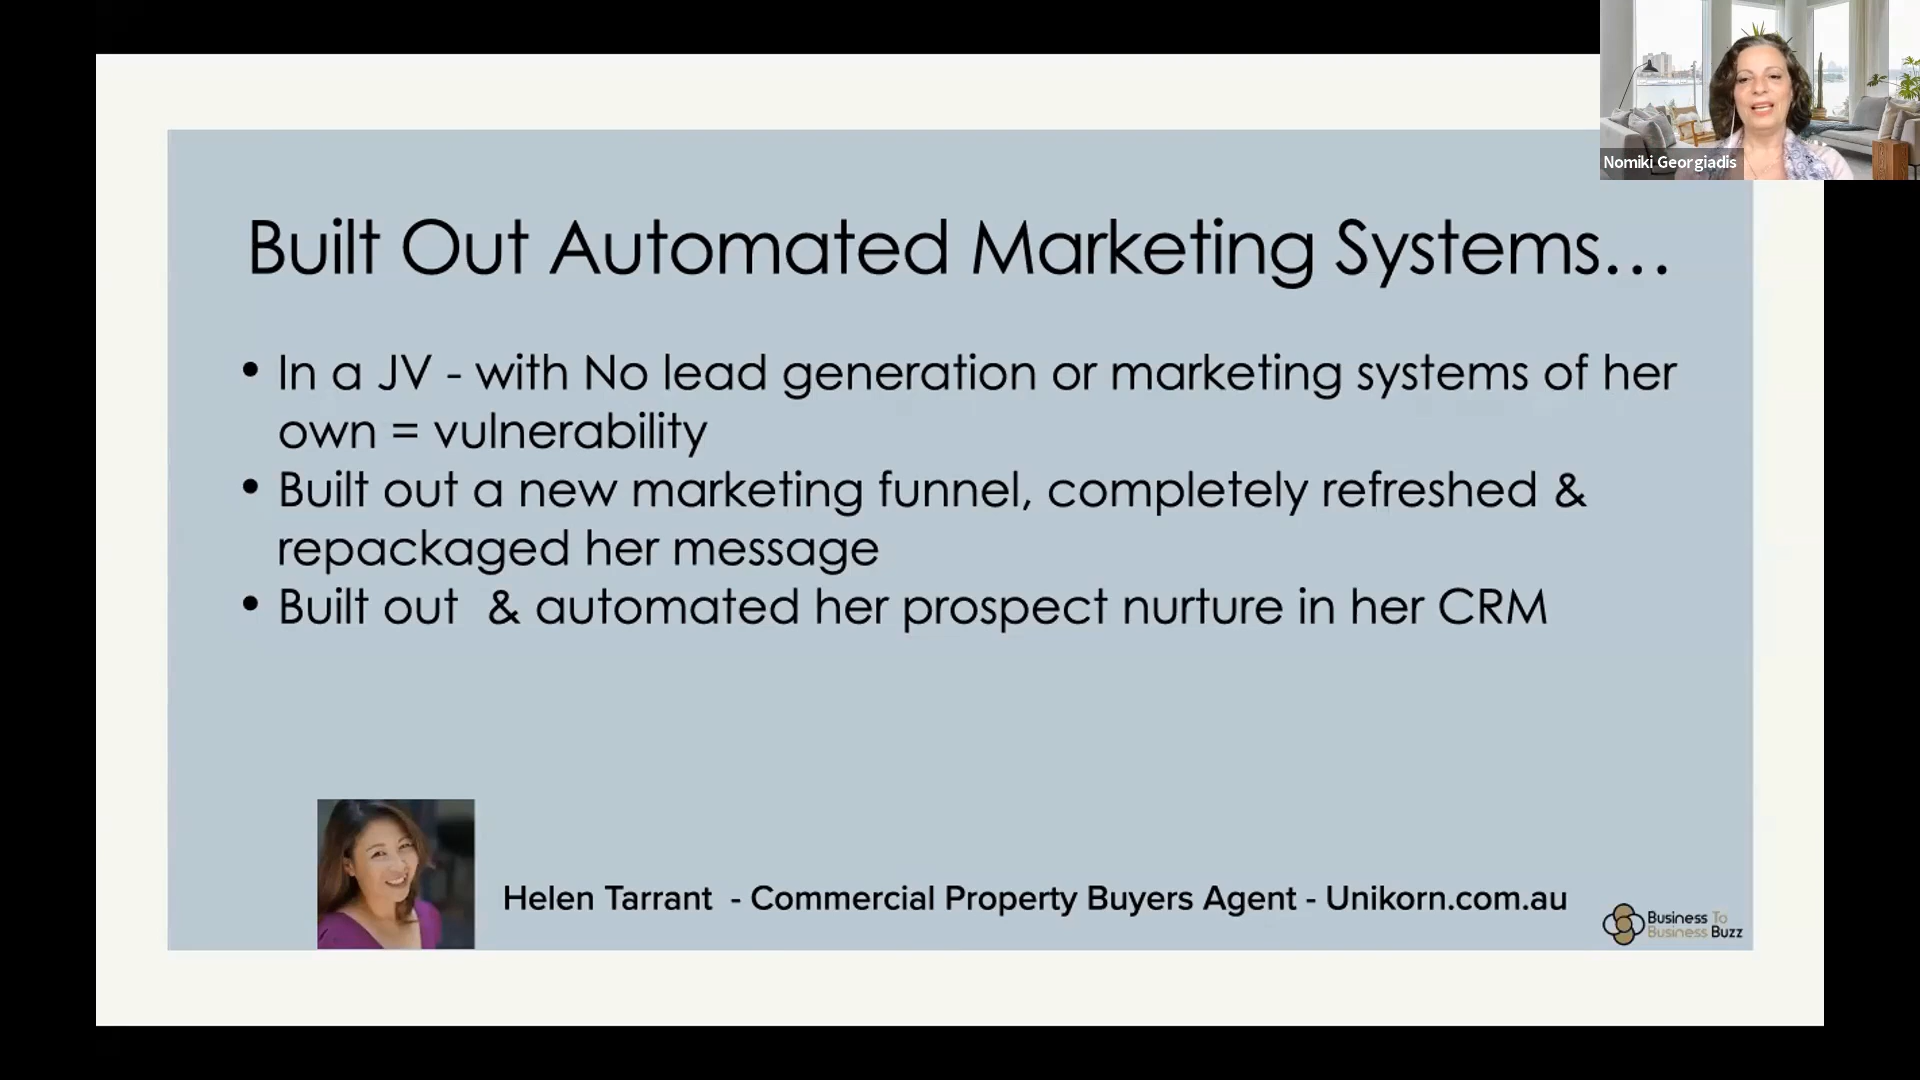 Nomiki Georgiadis
Built Out Automated Marketing Systems...
• In a JV - with No lead generation or marketing systems of her
own = vulnerability
• Built out a new marketing funnel, completely refreshed &
repackaged her message
• Built out  & automated her prospect nurture in her CRM
Helen Tarrant  - Commercial Property Buyers Agent - Unikorn.com.au
Business To
Business Buzz